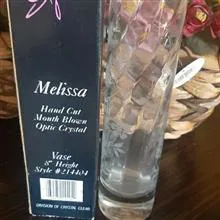 Melissa
Hand Cut
Mouth Blown
Optic Crystal
Vase
8" Height
Style #214404
DIVISION OF CRYSTAL CLEAR